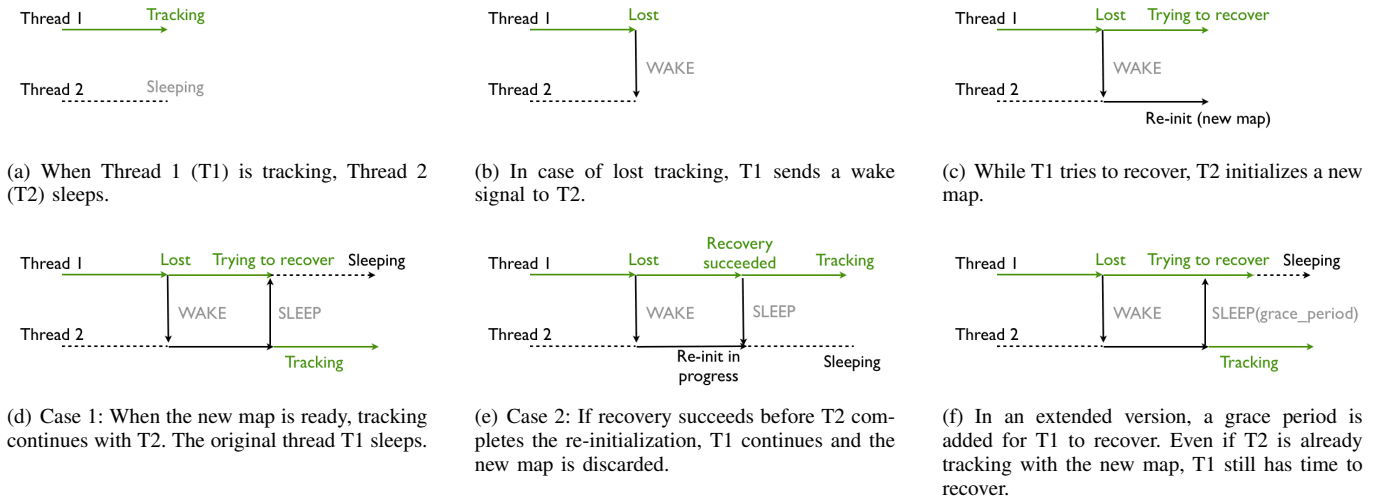 Thread 1
Tracking
Thread 2
Sleeping
(a) When Thread 1 (T1) is tracking, Thread 2
(T2) sleeps.
Thread 1
Lost
WAKE
Thread 2
(b) In case of lost tracking, T1 sends a wake
signal to T2.
Thread 1
Lost
Trying to recover
WAKE
Thread 2
Re-init (new map)
(c) While T1 tries to recover, T2 initializes a new
map.
Thread 1
Lost
Trying to recover
Sleeping
WAKE
SLEEP
Thread 2
Tracking
(d) Case 1: When the new map is ready, tracking
continues with T2. The original thread T1 sleeps.
Thread 1
Lost
Recovery
succeeded
Tracking
WAKE
SLEEP
Thread 2
Re-init in
progress
Sleeping
(e) Case 2: If recovery succeeds before T2 com-
pletes the re-initialization, T1 continues and the
new map is discarded.
Thread 1
Lost
Trying to recover
Sleeping
WAKE
SLEEP(grace_period)
Thread 2
Tracking
(f) In an extended version, a grace period is
added for T1 to recover. Even if T2 is already
tracking with the new map, T1 still has time to
recover.